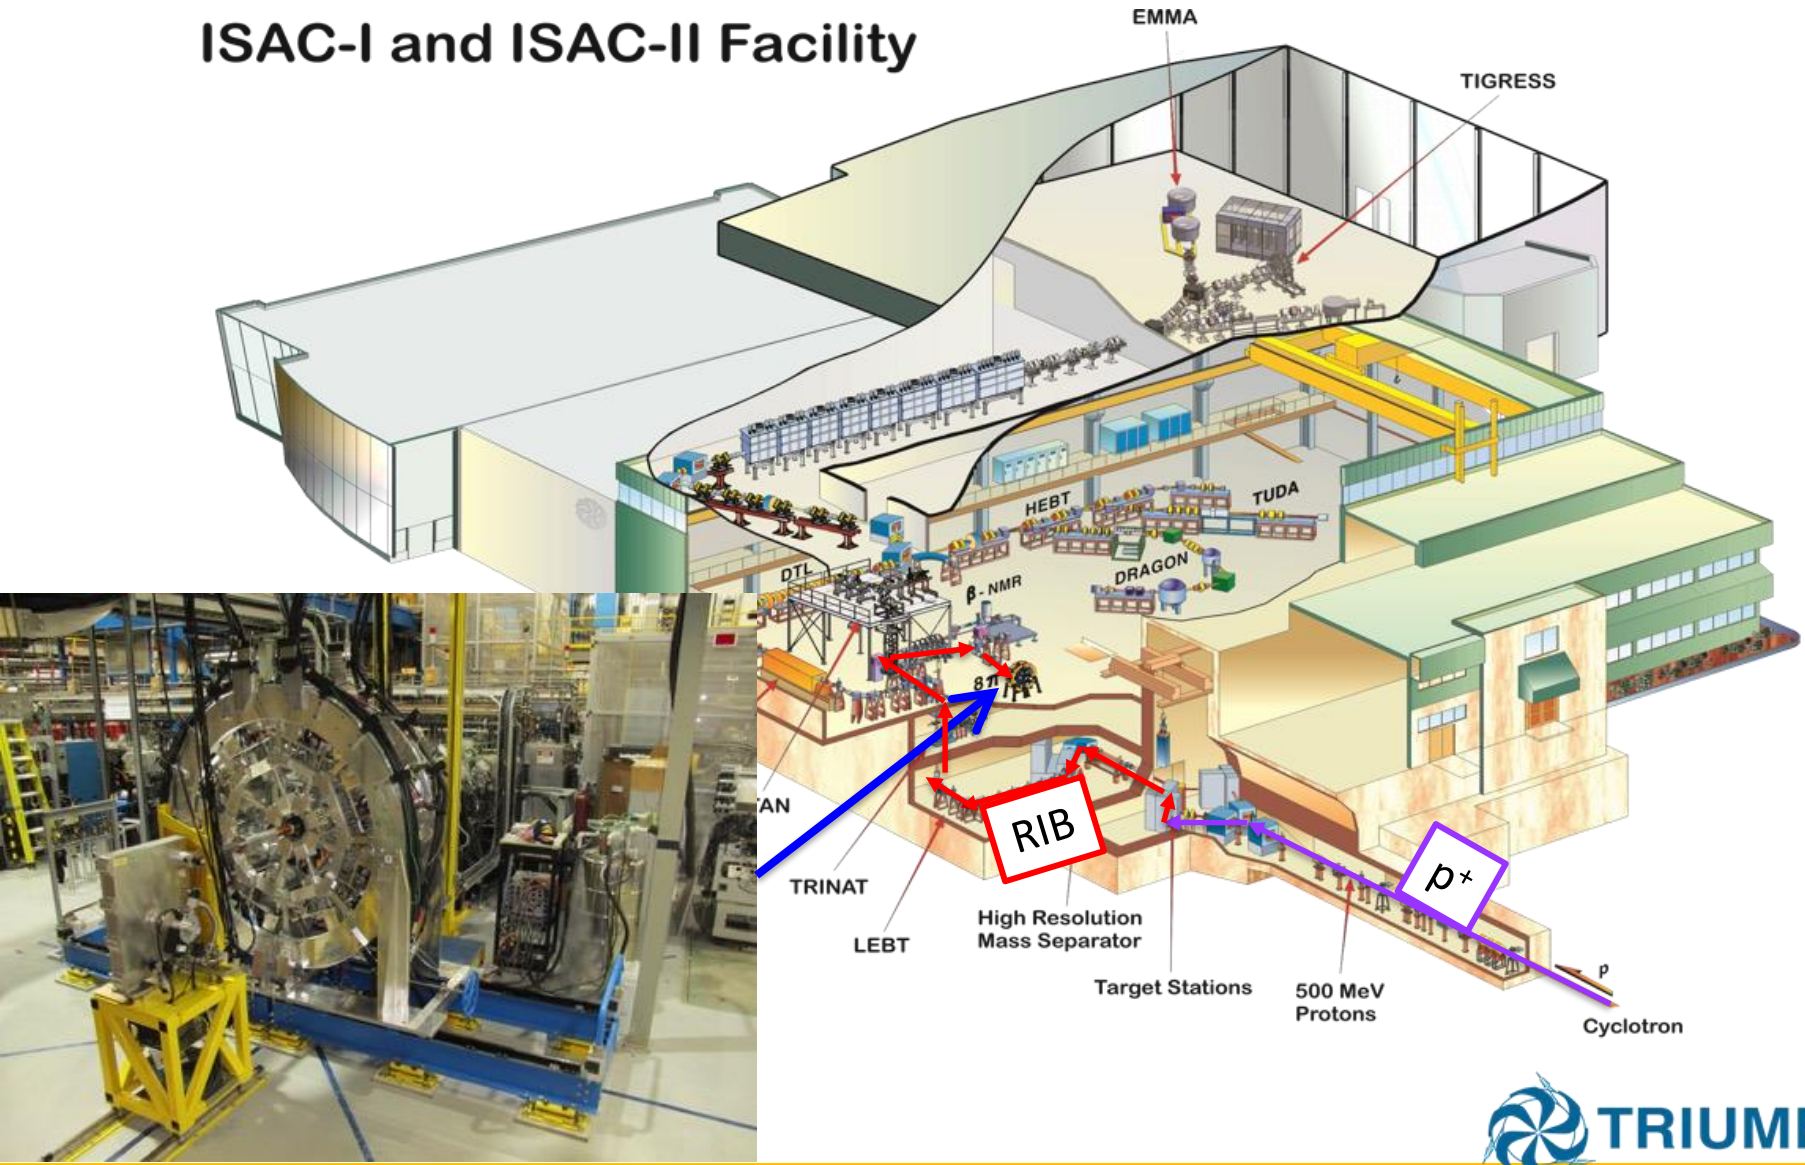 ISAC-I and ISAC-II Facility
EMMA
TIGRESS
HEBT
TUDA
DTL
β-NMR
DRAGON
8π
TAN
RIB
p+
TRINAT
LEBT
High Resolution
Mass Separator
Target Stations
500 MeV
Protons
p
Cyclotron
TRIUMF